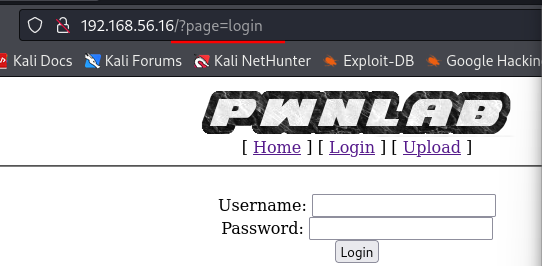 192.168.56.16/?page=login
Kali Docs Kali Forums Kali NetHunter Exploit-DB Google Hackin
PWNLAB
[ Home ] [ Login ] [ Upload ]
Username:
Password:
Login